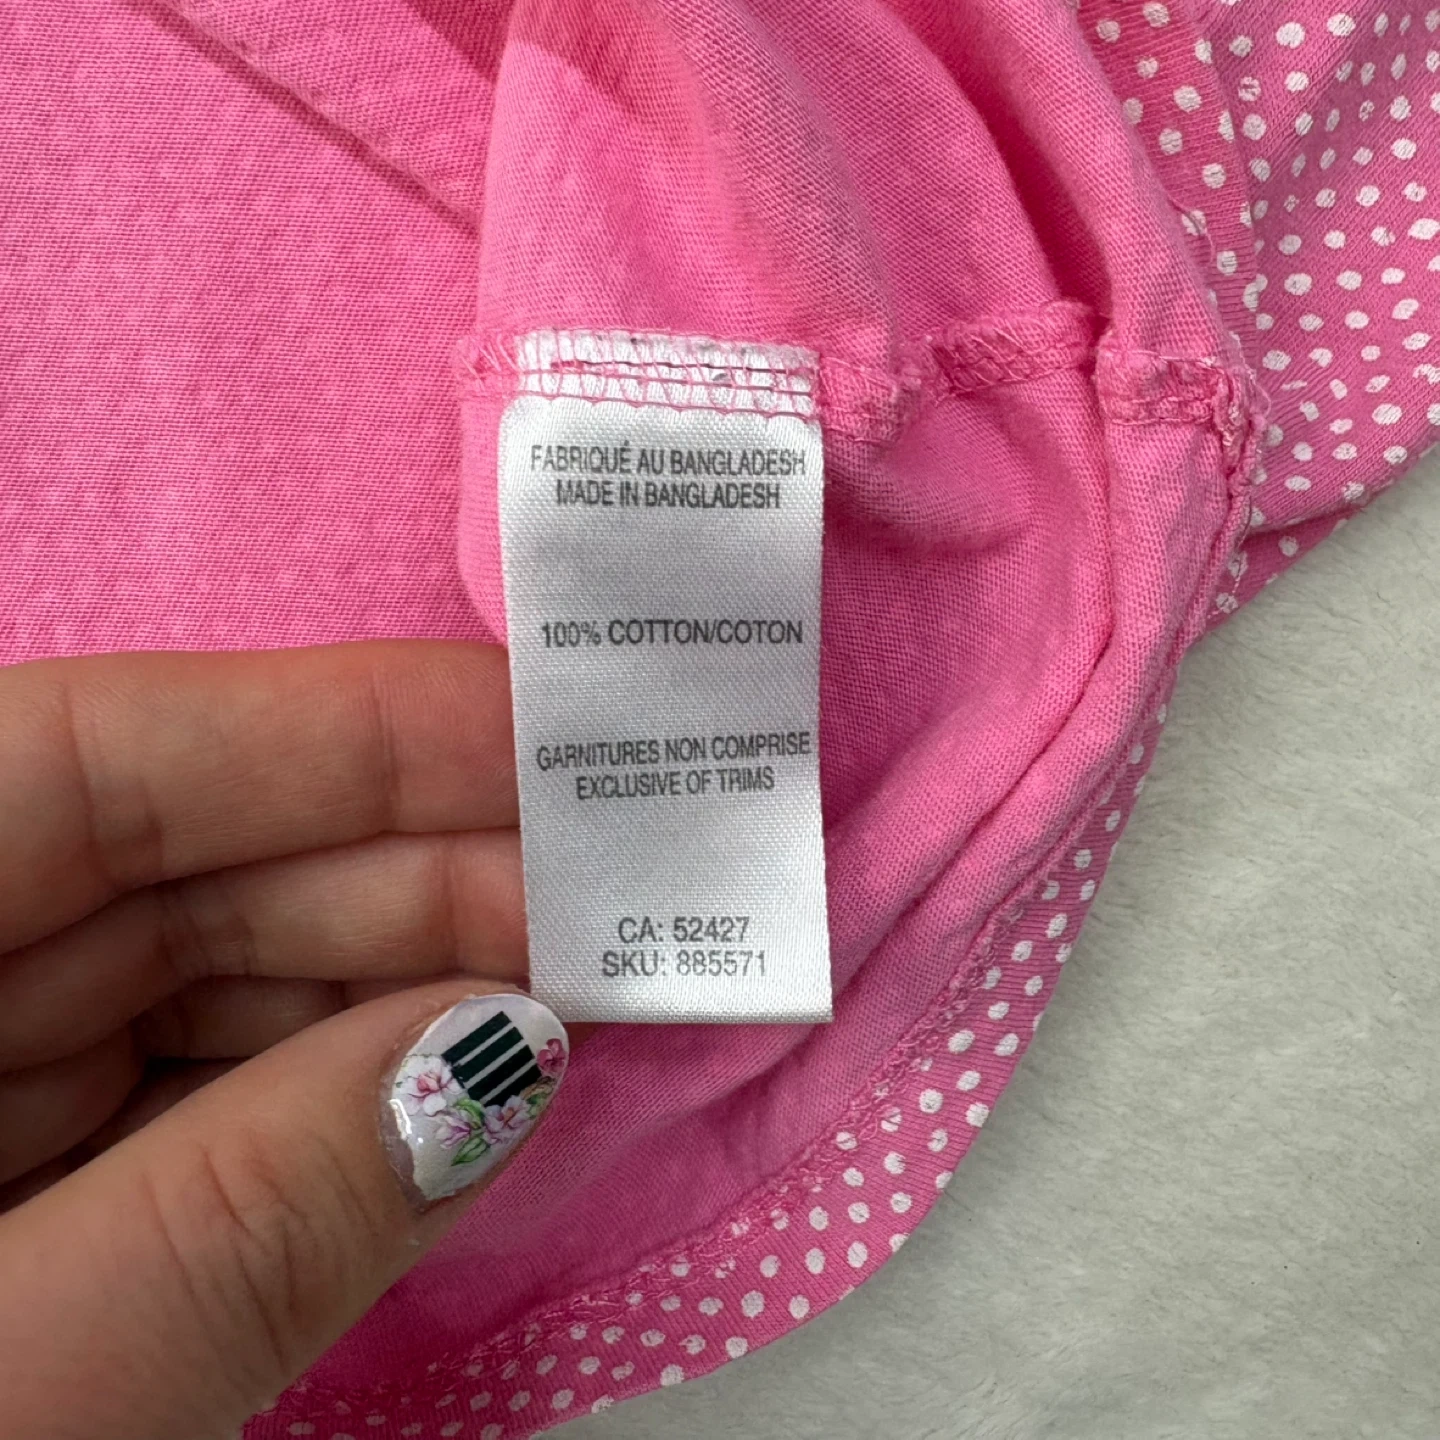 FABRIQUÉ AU BANGLADESH
MADE IN BANGLADESH
100% COTTON/COTON
GARNITURES NON COMPRISE
EXCLUSIVE OF TRIMS
CA: 52427
SKU: 885571